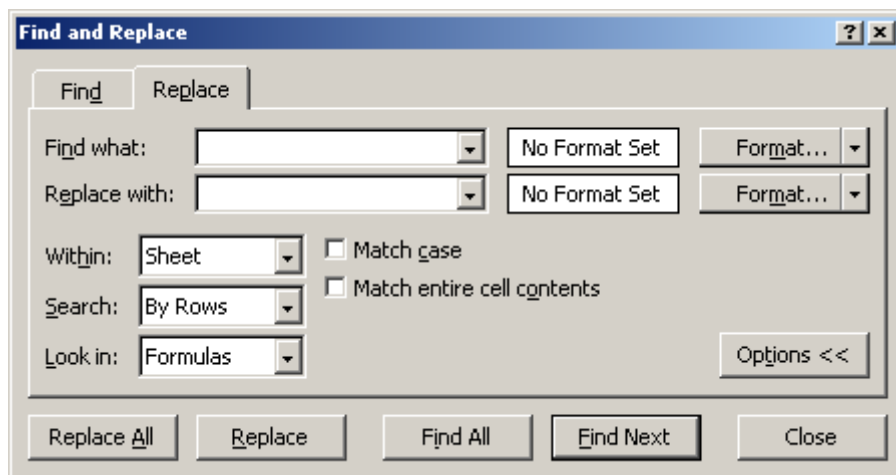 Find and Replace
Find Replace
Find what: No Format Set Format...
Replace with: No Format Set Format...
Within: Sheet Match case
Match entire cell contents
Search: By Rows
Look in: Formulas
Options <<
Replace All Replace Find All Find Next Close